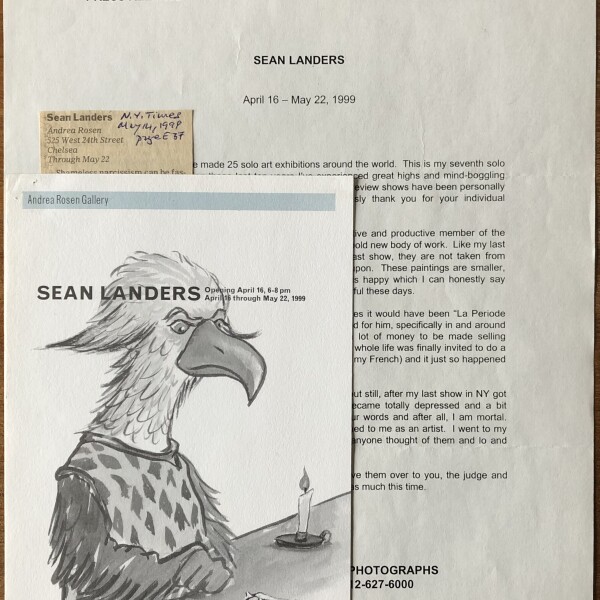 SEAN LANDERS
April 16 – May 22, 1999
Sean Landers
Andrea Rosen
525 West 24th Street
Chelsea
Through May 22
Shameless narcissism can be fas-
N.Y. Times
May 14, 1999
page E 37
e made 25 solo art exhibitions around the world. This is my seventh solo
great highs and mind-boggling
review shows have been personally
sly thank you for your individual
ive and productive member of the
old new body of work. Like my last
ast show, they are not taken from
upon. These paintings are smaller,
s happy which I can honestly say
ful these days.
es it would have been "La Periode
d for him, specifically in and around
lot of money to be made selling
whole life was finally invited to do a
my French) and it just so happened
but still, after my last show in NY got
ecame totally depressed and a bit
ur words and after all, I am mortal.
ed to me as an artist. I went to my
anyone thought of them and lo and
ve them over to you, the judge and
is much this time.
PHOTOGRAPHS
12-627-6000
Andrea Rosen Gallery
SEAN LANDERS
Opening April 16, 6-8 pm
April 16 through May 22, 1999